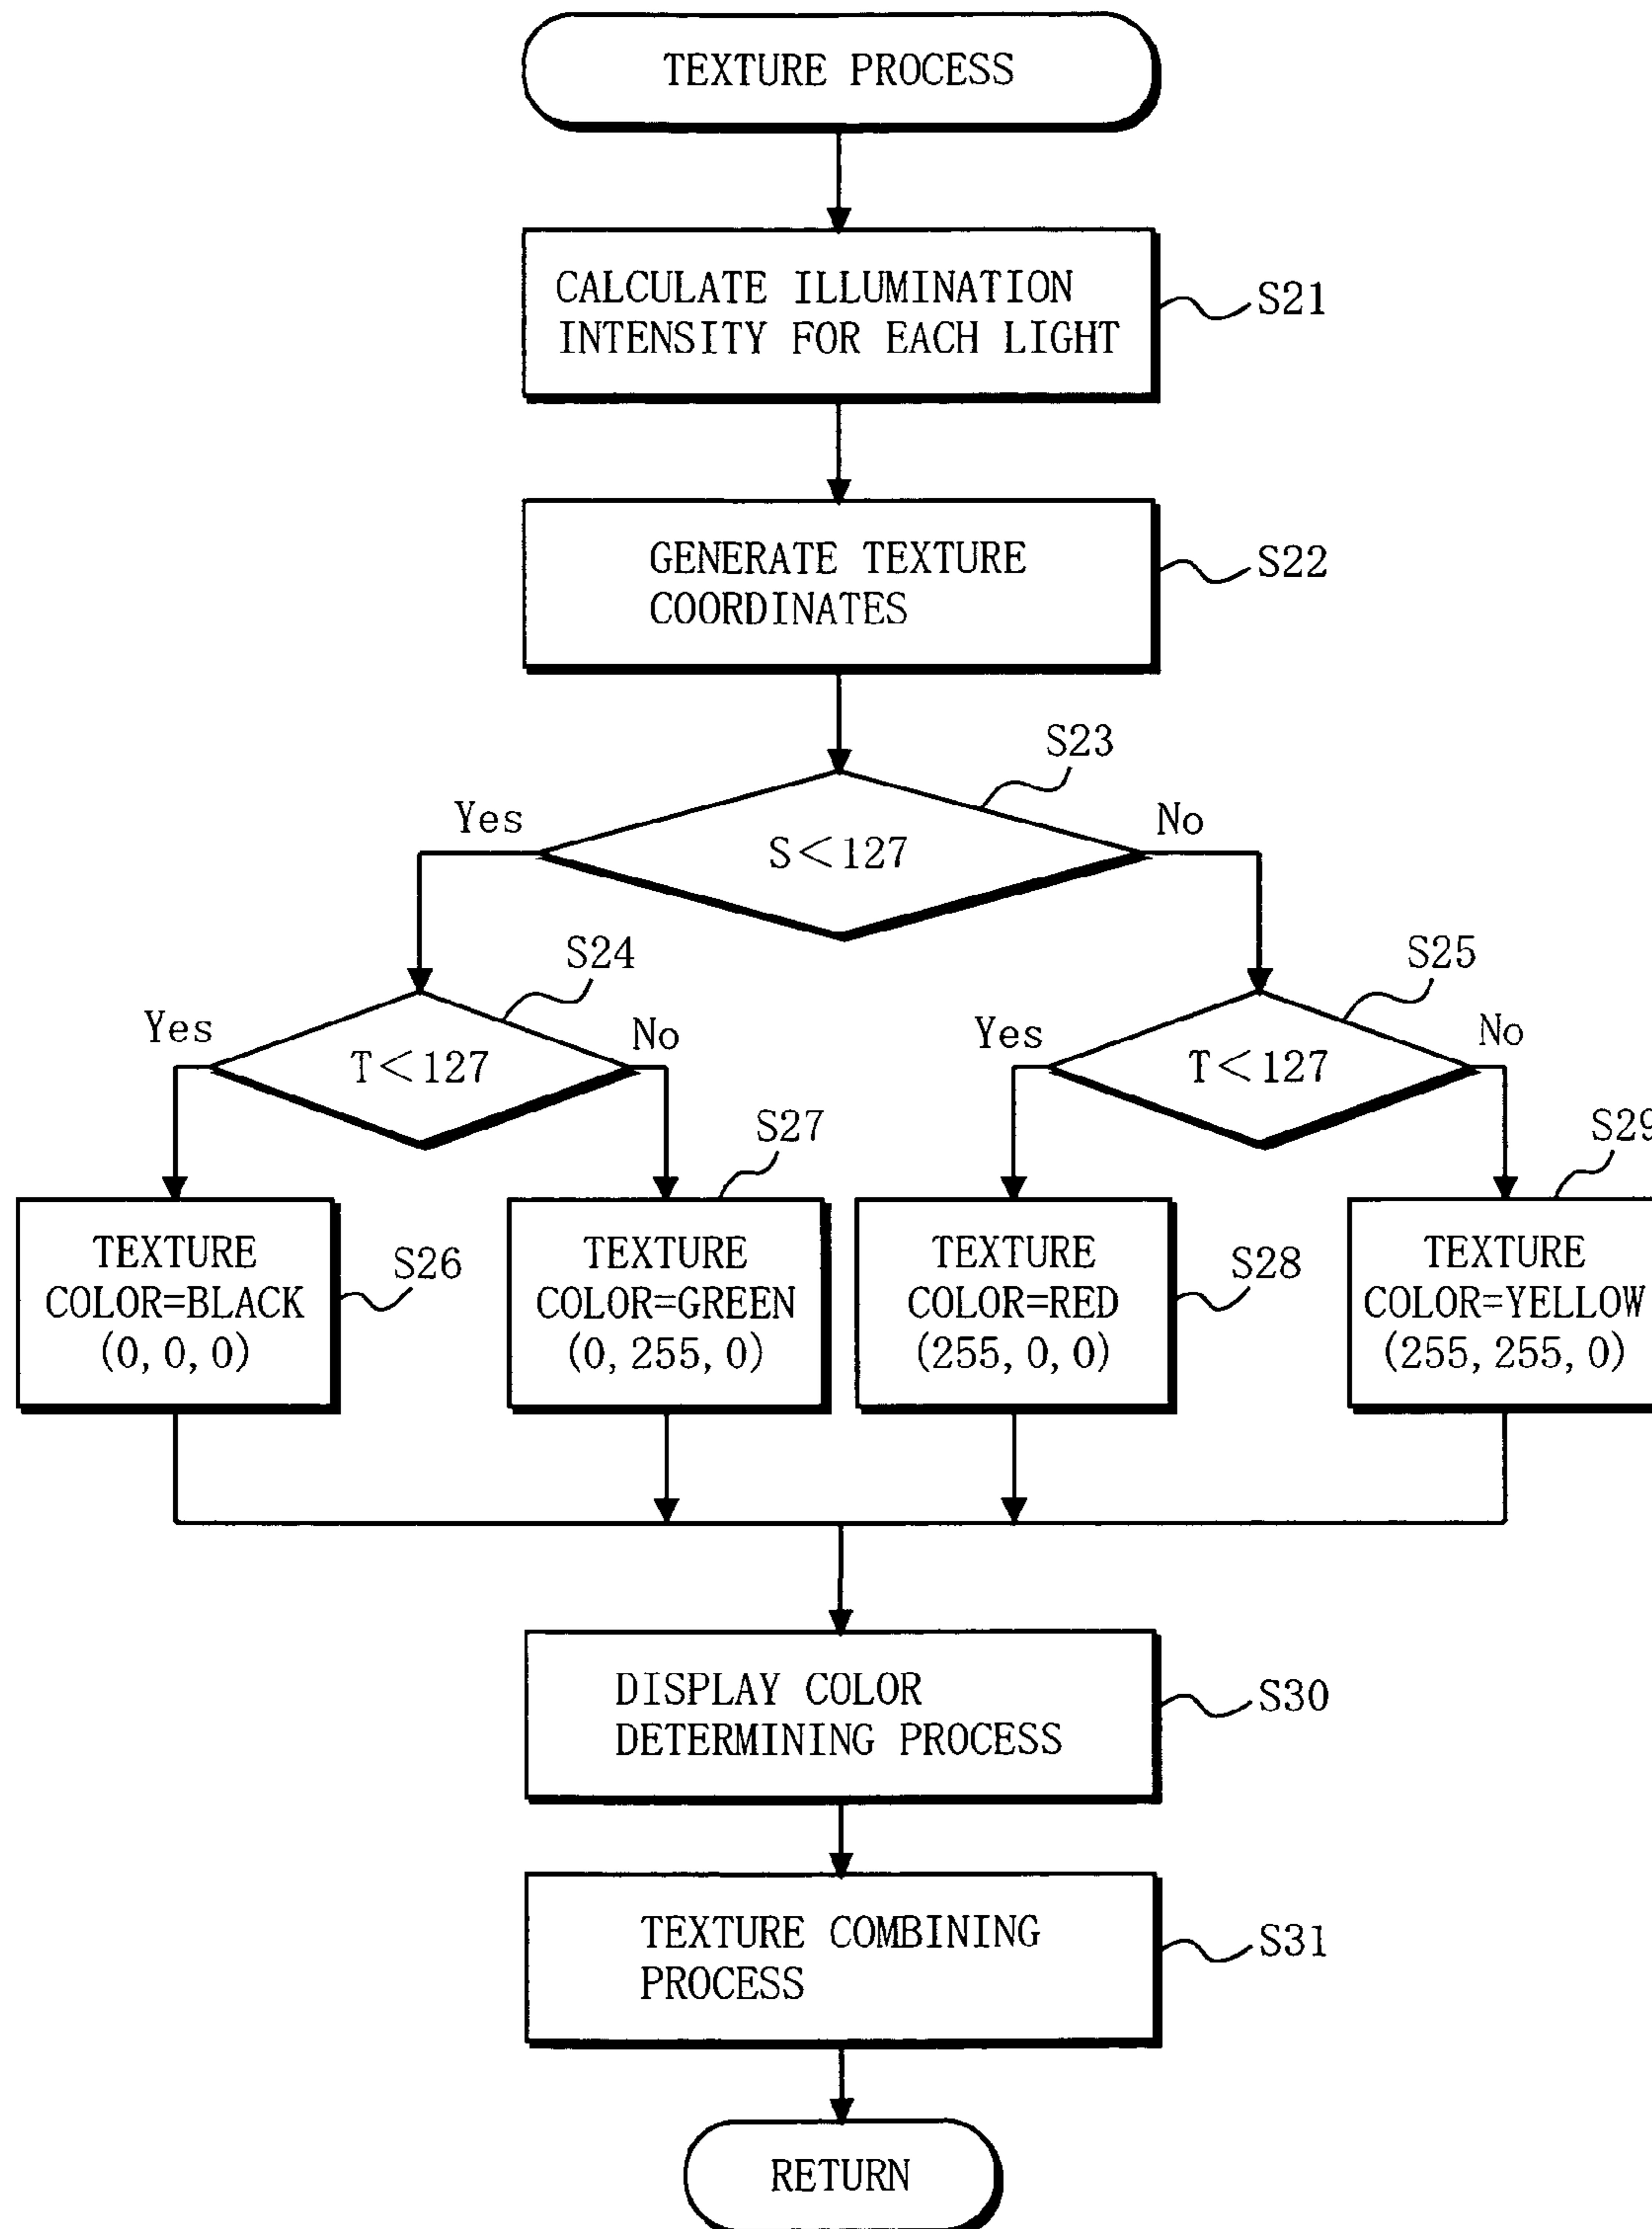 TEXTURE PROCESS
CALCULATE ILLUMINATION
INTENSITY FOR EACH LIGHT
S21
GENERATE TEXTURE
COORDINATES
S22
S23
Yes
S<127
No
S24
Yes
T<127
No
S25
Yes
T<127
No
S26
TEXTURE
COLOR=BLACK
(0, 0, 0)
S27
TEXTURE
COLOR=GREEN
(0, 255, 0)
S28
TEXTURE
COLOR=RED
(255, 0, 0)
S29
TEXTURE
COLOR=YELLOW
(255, 255, 0)
DISPLAY COLOR
DETERMINING PROCESS
S30
TEXTURE COMBINING
PROCESS
S31
RETURN